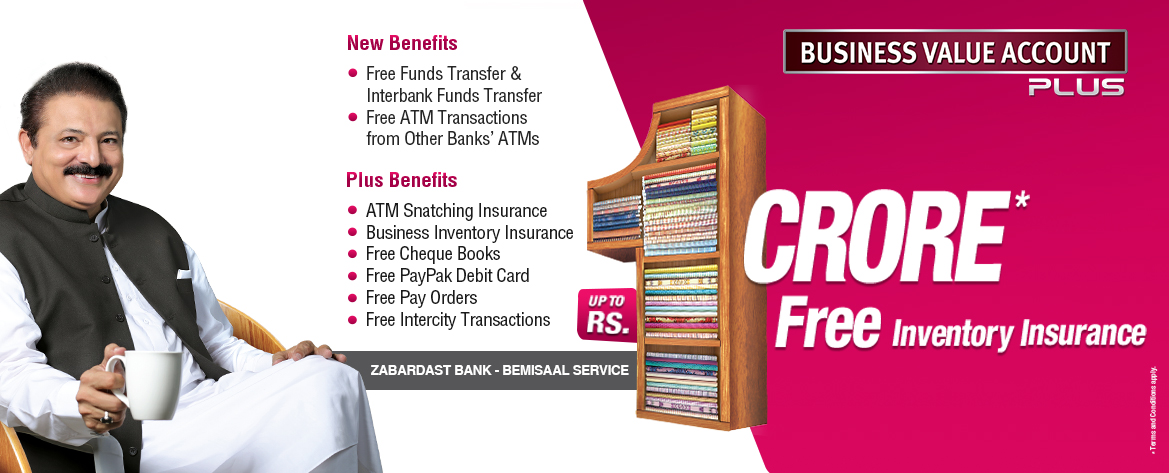 New Benefits
• Free Funds Transfer &
Interbank Funds Transfer
• Free ATM Transactions
from Other Banks' ATMs
Plus Benefits
• ATM Snatching Insurance
• Business Inventory Insurance
• Free Cheque Books
• Free PayPak Debit Card
• Free Pay Orders
• Free Intercity Transactions
ZABARDAST BANK - BEMISAAL SERVICE
BUSINESS VALUE ACCOUNT
PLUS
UP TO
RS.
1 CRORE*
Free Inventory Insurance
*Terms and Conditions apply.